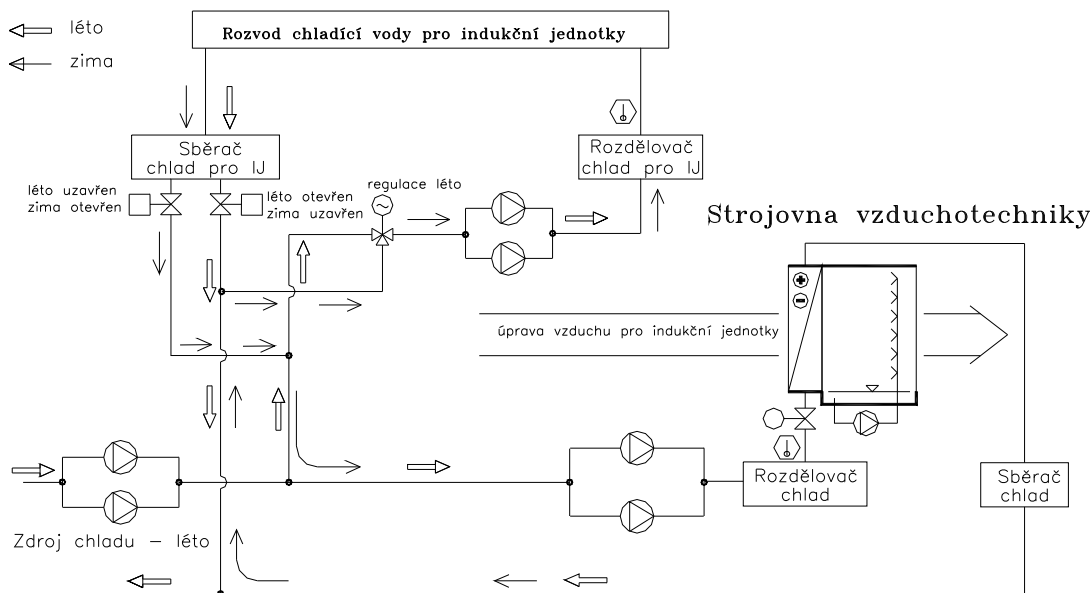 léto
zima
Rozvod chladící vody pro indukční jednotky
Sběrač
chlad pro IJ
Rozdělovač
chlad pro IJ
léto uzavřen
zima otevřen
léto otevřen
zima uzavřen
regulace léto
Strojovna vzduchotechniky
úprava vzduchu pro indukční jednotky
Rozdělovač
chlad
Sběrač
chlad
Zdroj chladu – léto